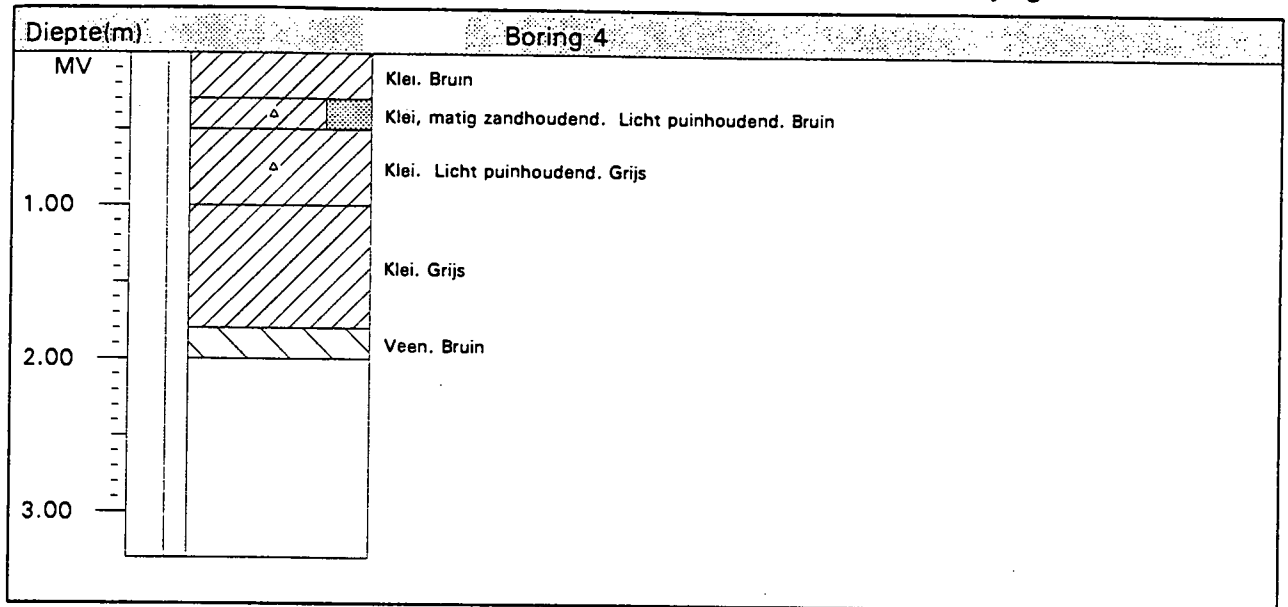 Diepte(m) Boring 4
MV
Klei. Bruin
Klei, matig zandhoudend. Licht puinhoudend. Bruin
Klei. Licht puinhoudend. Grijs
1.00
Klei. Grijs
Veen. Bruin
2.00
3.00